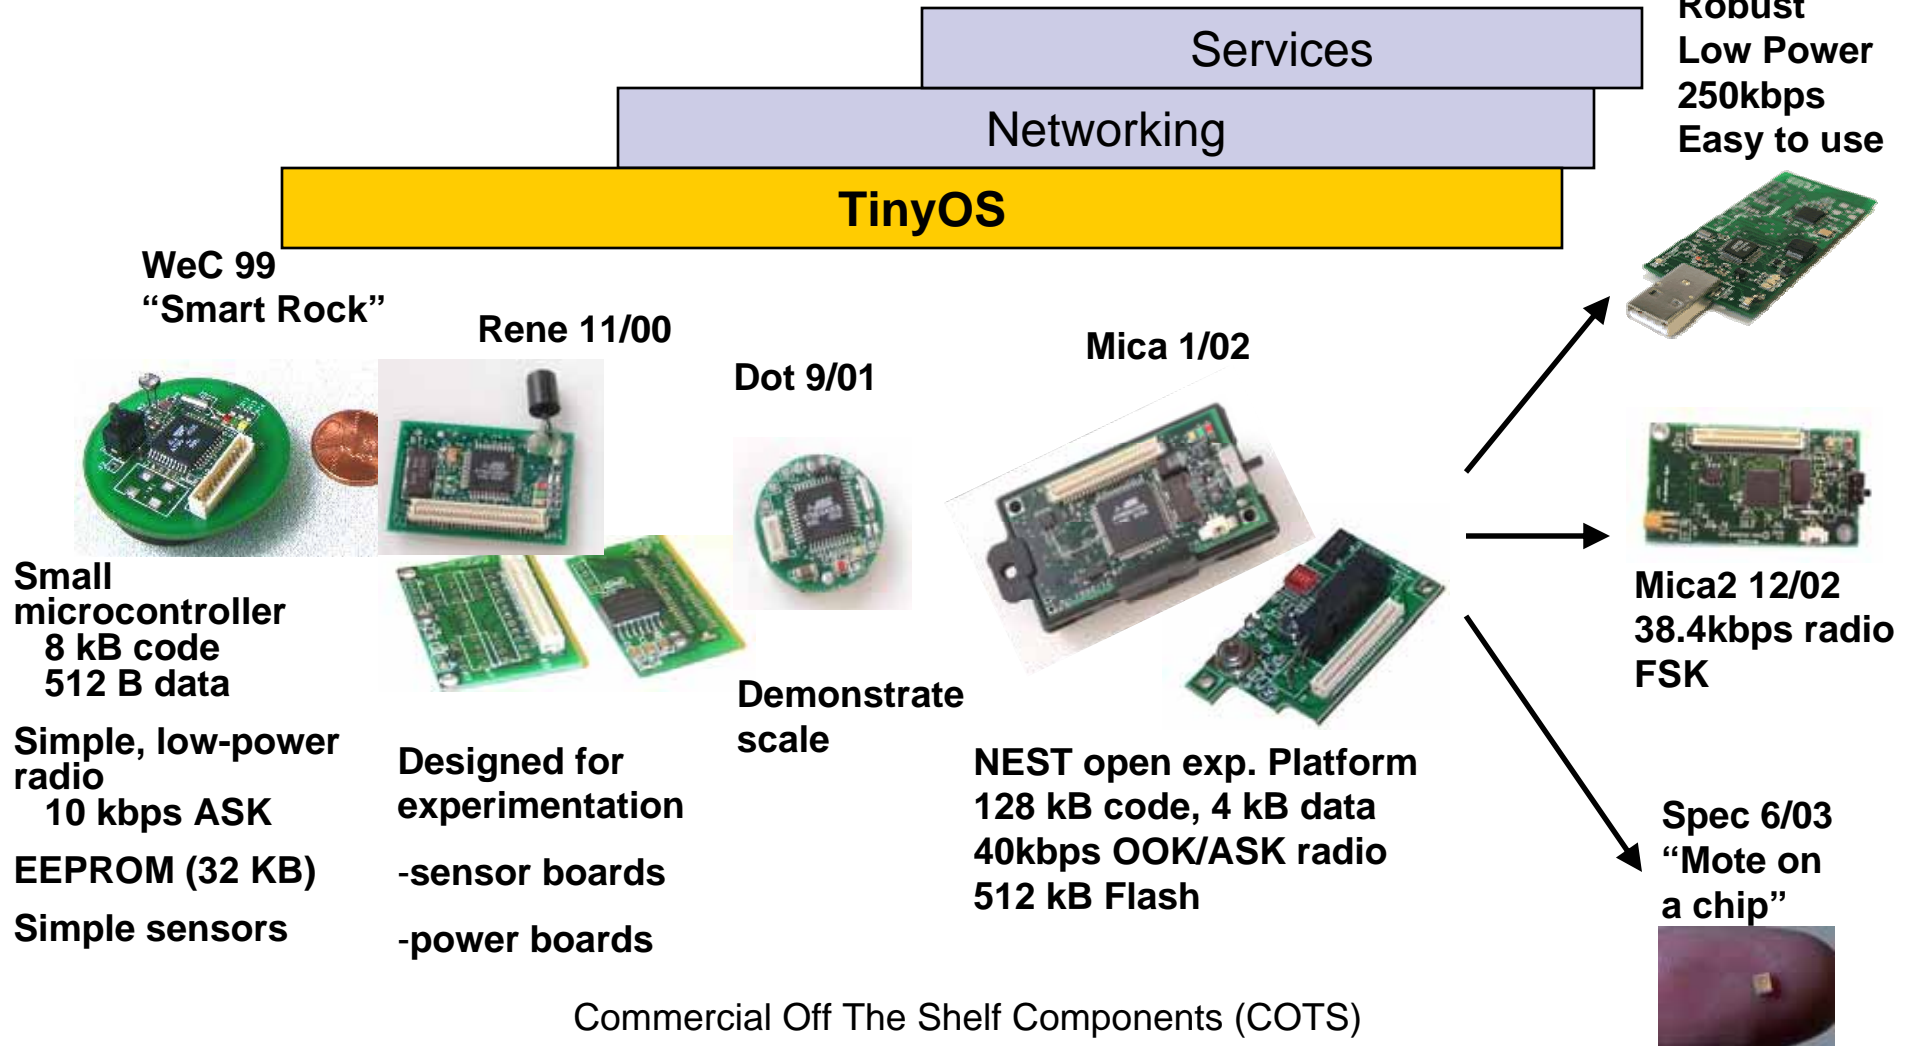 Services
Networking
TinyOS
Robust
Low Power
250kbps
Easy to use
WeC 99
“Smart Rock”
Rene 11/00
Dot 9/01
Mica 1/02
Small
microcontroller
8 kB code
512 B data
Simple, low-power
radio
10 kbps ASK
EEPROM (32 KB)
Simple sensors
Designed for
experimentation
-sensor boards
-power boards
Demonstrate
scale
NEST open exp. Platform
128 kB code, 4 kB data
40kbps OOK/ASK radio
512 kB Flash
Mica2 12/02
38.4kbps radio
FSK
Spec 6/03
“Mote on
a chip”
Commercial Off The Shelf Components (COTS)